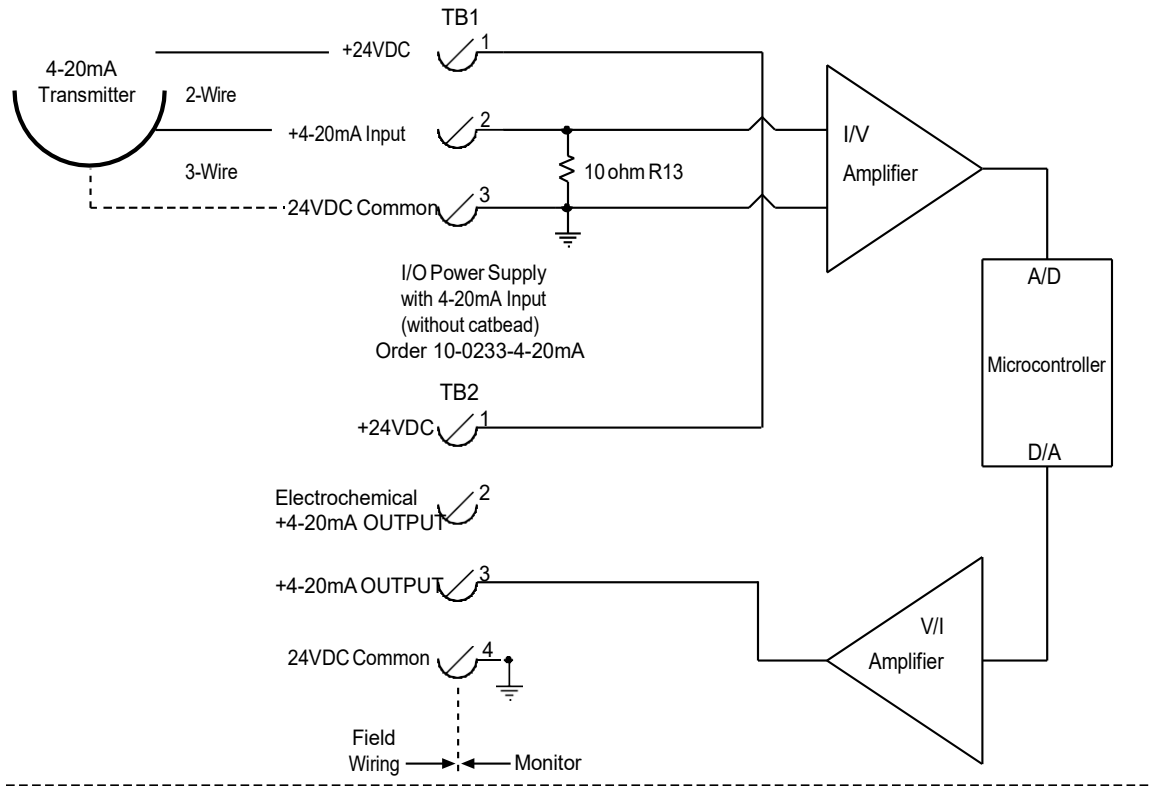 TB1
+24VDC
1
4-20mA
Transmitter
2-Wire
+4-20mA Input
2
3-Wire
10 ohm R13
24VDC Common
3
I/V
Amplifier
I/O Power Supply
with 4-20mA Input
(without catbead)
Order 10-0233-4-20mA
A/D
Microcontroller
D/A
TB2
+24VDC
1
Electrochemical
+4-20mA OUTPUT
2
+4-20mA OUTPUT
3
V/I
Amplifier
24VDC Common
4
Field
Wiring
Monitor